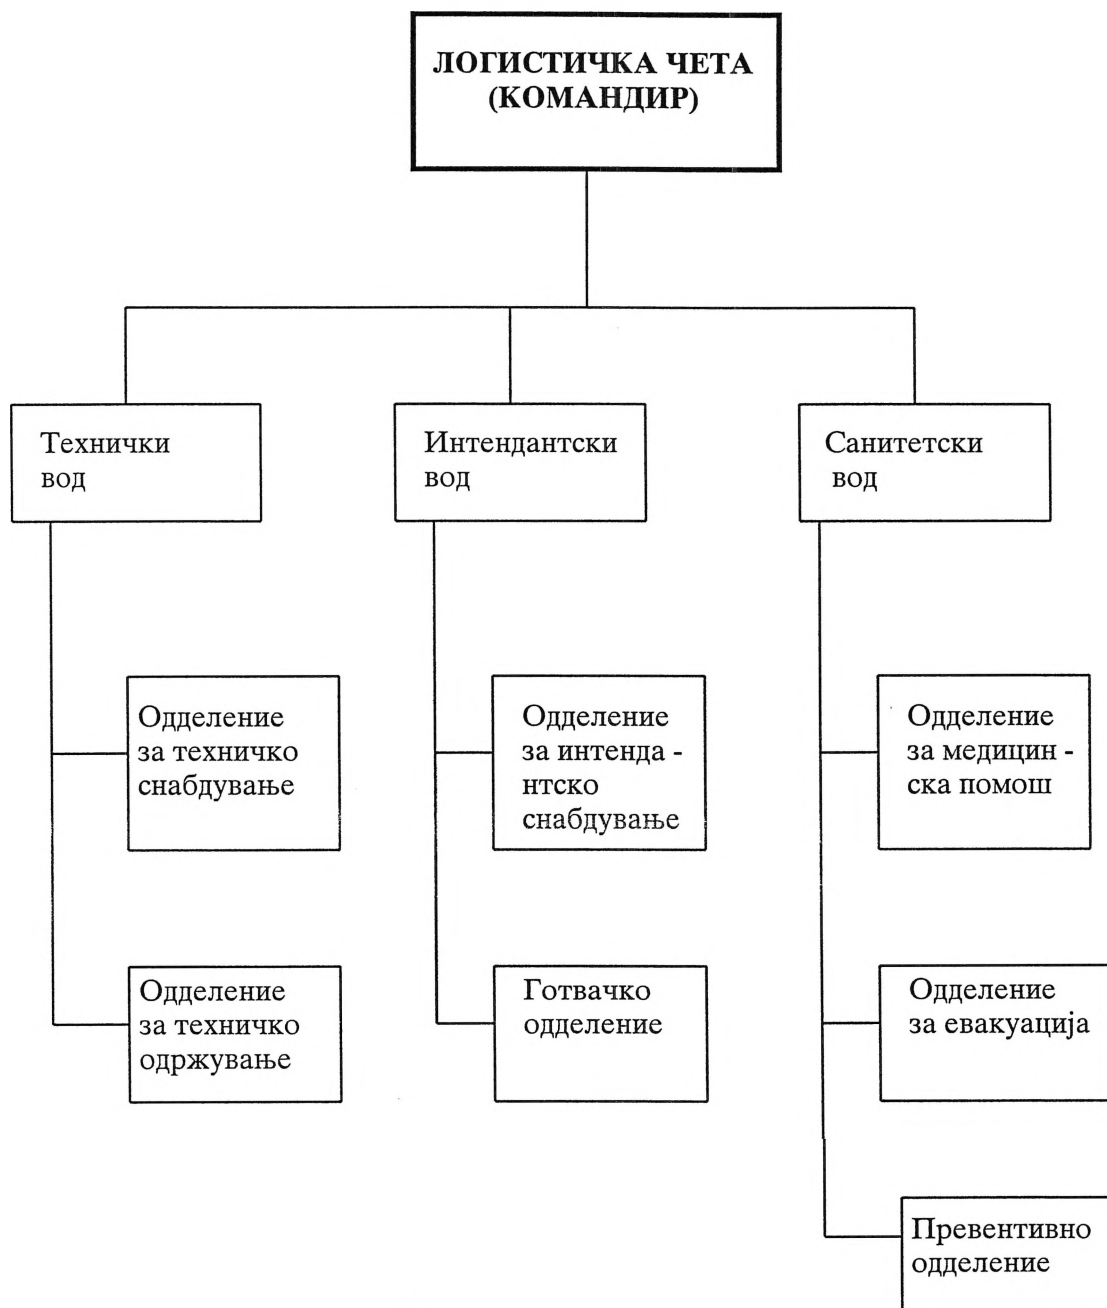 ЛОГИСТИЧКА ЧЕТА
(КОМАНДИР)
Технички
вод
Интендантски
вод
Санитетски
вод
Одделение
за техничко
снабдување
Одделение
за интенда -
нтско
снабдување
Одделение
за медицин -
ска помош
Одделение
за техничко
одржување
Готвачко
одделение
Одделение
за евакуација
Превентивно
одделение